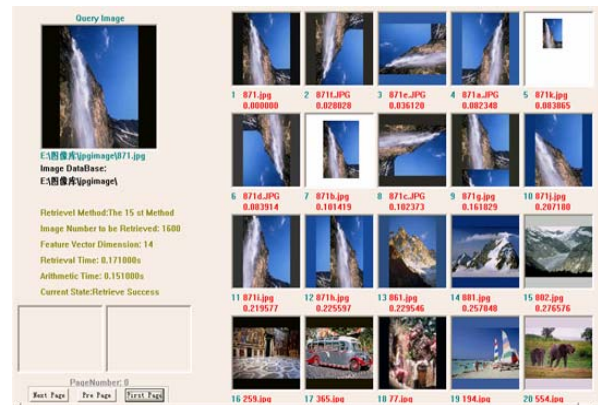 Query Image
E:\图像库\jpgimage\871.jpg
Image DataBase:
E:\图像库\jpgimage\
Retrievel Method:The 15 st Method
Image Number to be Retrieved: 1600
Feature Vector Dimension: 14
Retrieval Time: 0.171000s
Arithmetic Time: 0.151000s
Current State:Retrieve Success
PageNumber: 0
Next Page Pre Page First Page
1 871.jpg 2 871f.JPG 3 871e.JPG 4 871a.JPG 5 871k.jpg
0.000000 0.028028 0.036120 0.082348 0.083865
6 871d.JPG 7 871b.jpg 8 871c.JPG 9 871g.jpg 10 871j.jpg
0.083914 0.101419 0.102373 0.161829 0.207180
11 871i.jpg 12 871h.jpg 13 861.jpg 14 881.jpg 15 882.jpg
0.219577 0.225597 0.229546 0.257848 0.276576
16 259.jpg 17 365.jpg 18 77.jpg 19 194.jpg 20 554.jpg